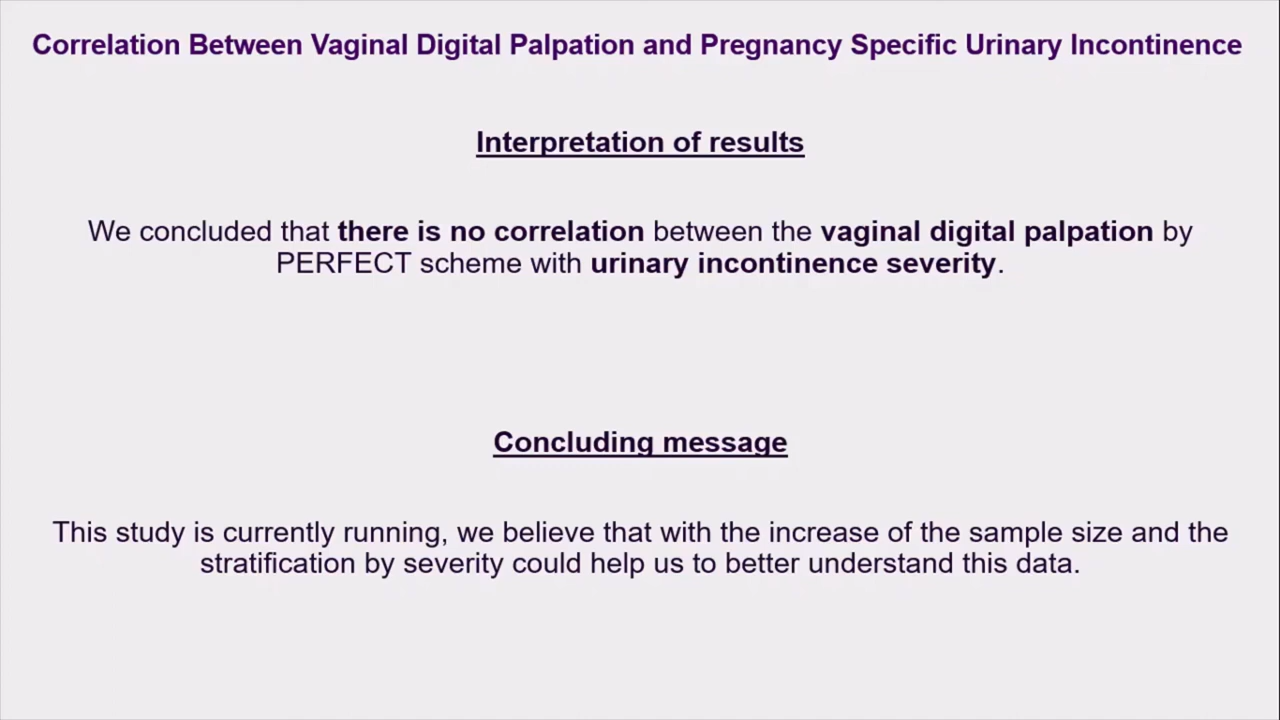 Correlation Between Vaginal Digital Palpation and Pregnancy Specific Urinary Incontinence
Interpretation of results
We concluded that there is no correlation between the vaginal digital palpation by
PERFECT scheme with urinary incontinence severity.
Concluding message
This study is currently running, we believe that with the increase of the sample size and the
stratification by severity could help us to better understand this data.